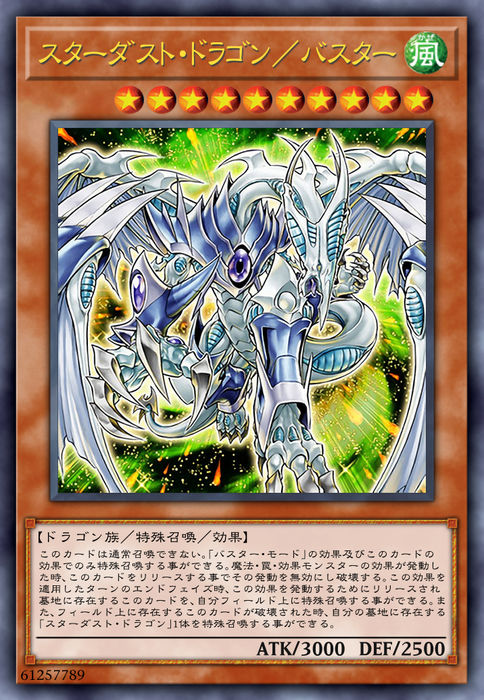 スターダスト・ドラゴン／バスター
風
かぜ
【ドラゴン族／特殊召喚／効果】
このカードは通常召喚できない。「バスター・モード」の効果及びこのカードの
効果でのみ特殊召喚する事ができる。魔法・罠・効果モンスターの効果が発動し
た時、このカードをリリースする事でその発動を無効にし破壊する。この効果を
適用したターンのエンドフェイズ時、この効果を発動するためにリリースされ
墓地に存在するこのカードを、自分フィールド上に特殊召喚する事ができる。ま
た、フィールド上に存在するこのカードが破壊された時、自分の墓地に存在する
「スターダスト・ドラゴン」1体を特殊召喚する事ができる。
ATK/3000 DEF/2500
61257789